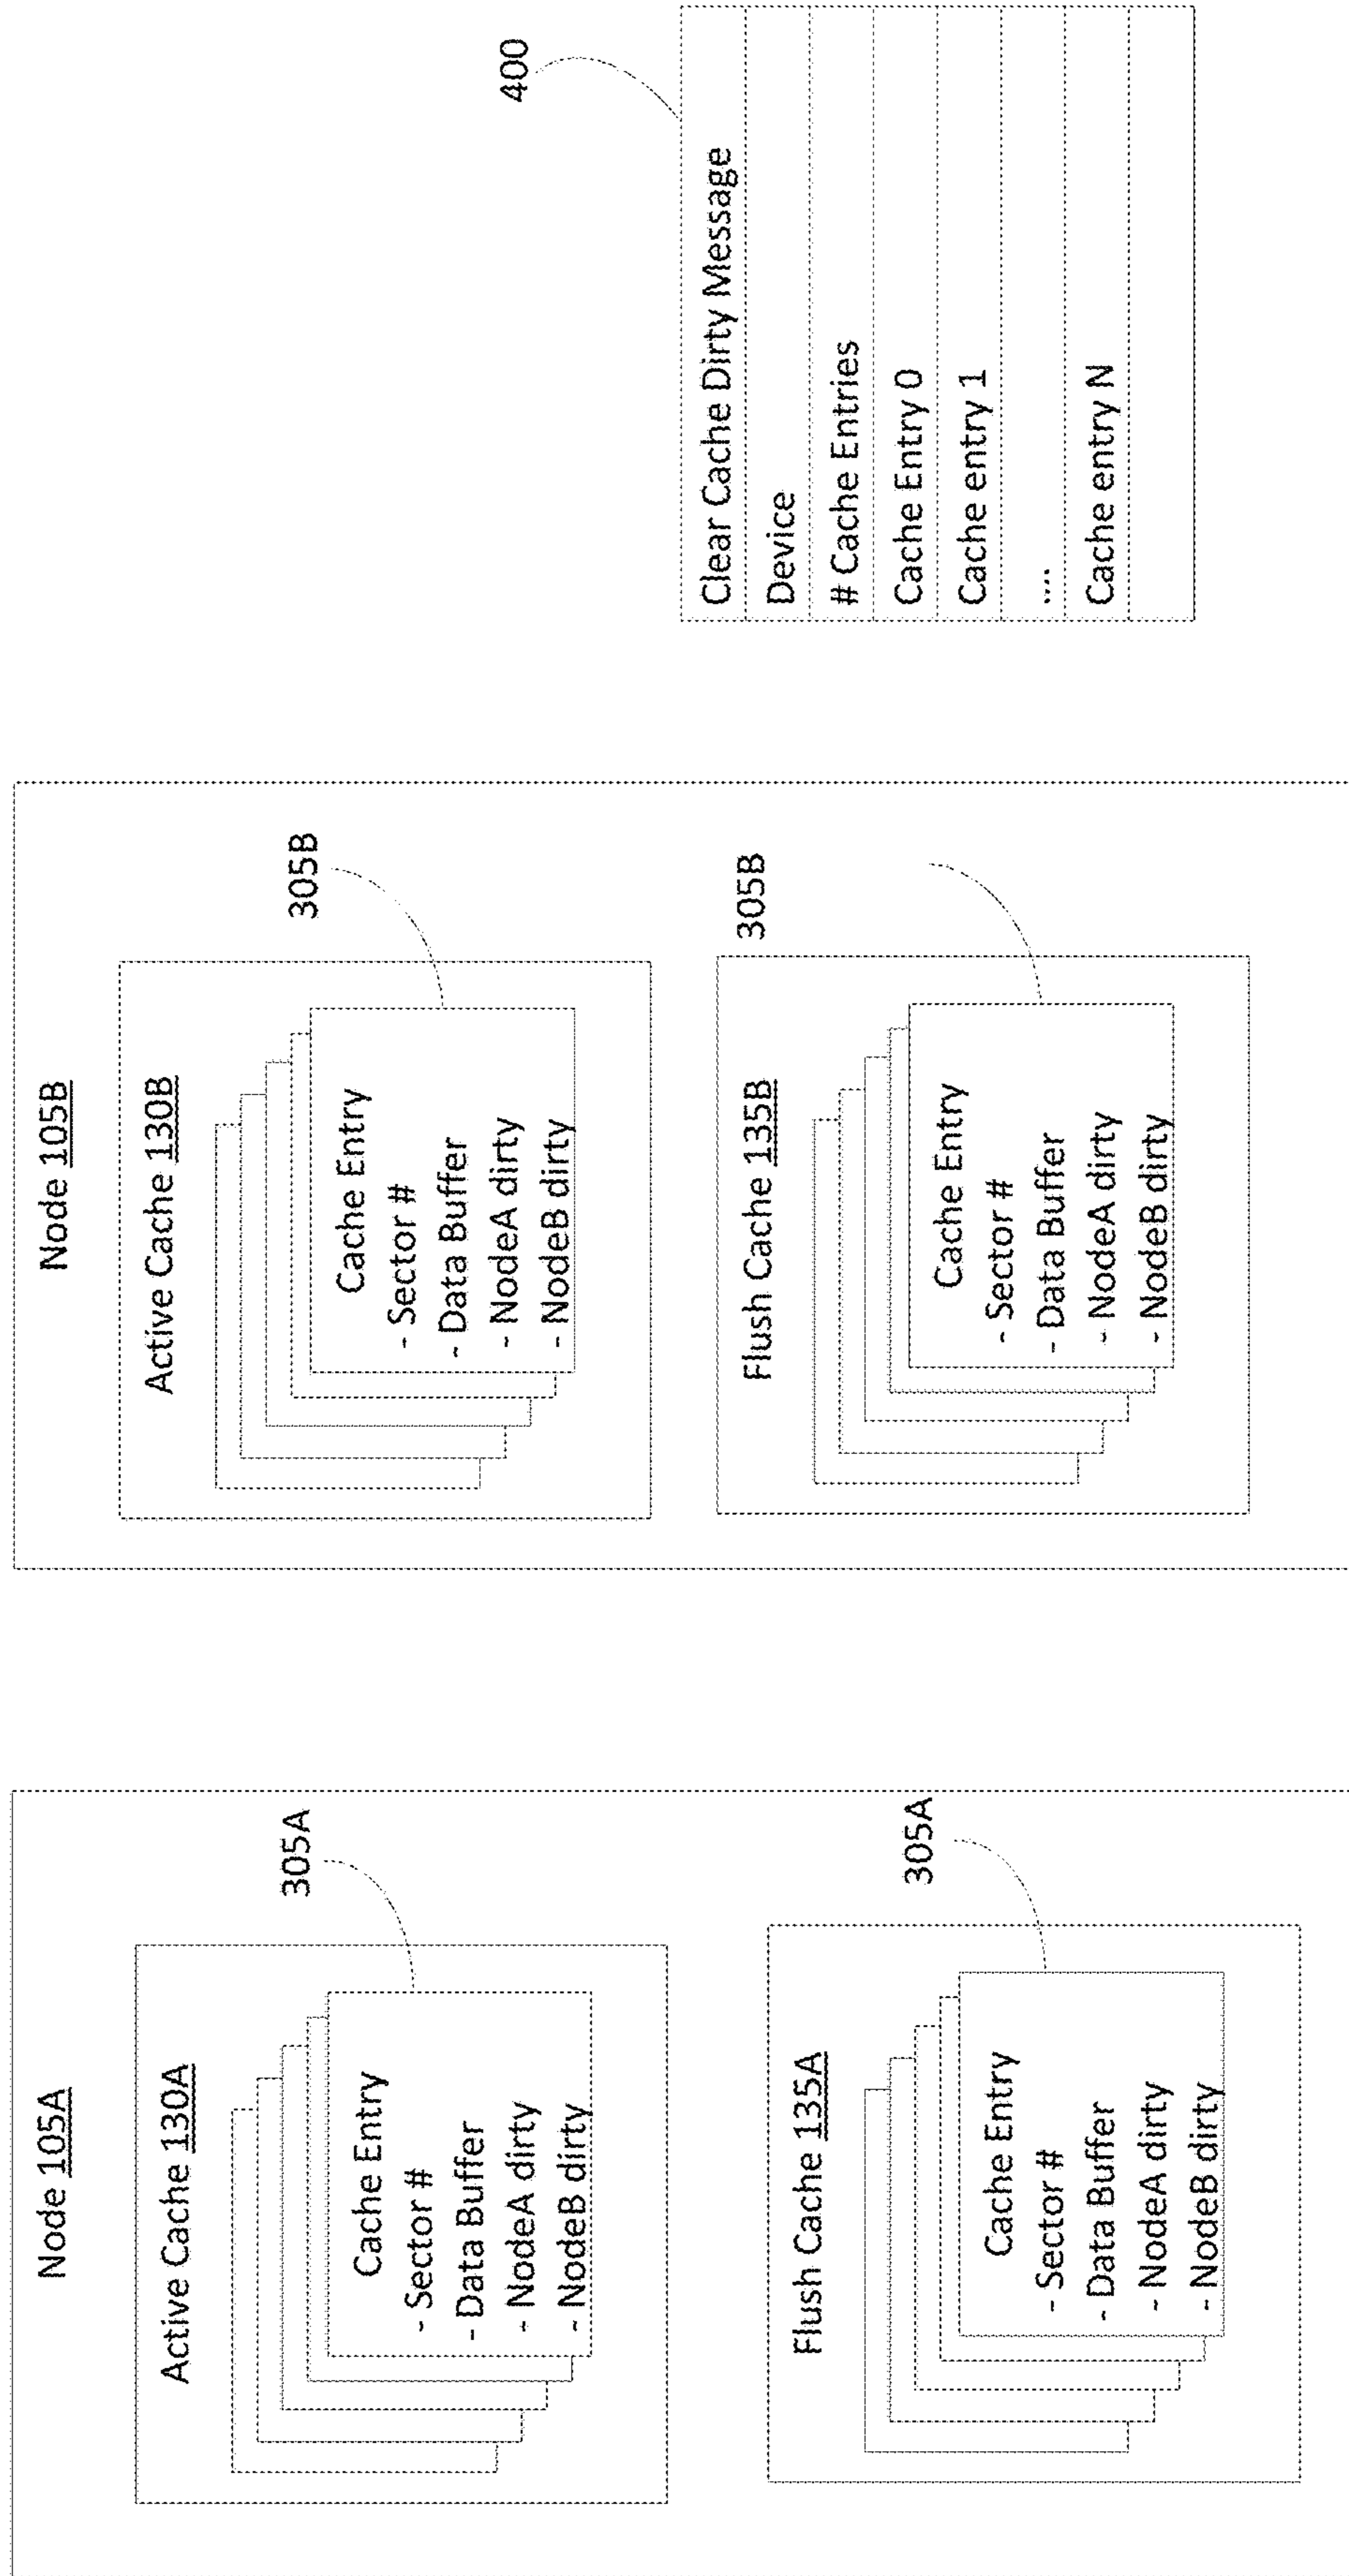 Node 105A
Active Cache 130A
305A
Cache Entry
- Sector #
- Data Buffer
- NodeA dirty
- NodeB dirty
Flush Cache 135A
305A
Cache Entry
- Sector #
- Data Buffer
- NodeA dirty
- NodeB dirty
Node 105B
Active Cache 130B
305B
Cache Entry
- Sector #
- Data Buffer
- NodeA dirty
- NodeB dirty
Flush Cache 135B
305B
Cache Entry
- Sector #
- Data Buffer
- NodeA dirty
- NodeB dirty
400
Clear Cache Dirty Message
Device
# Cache Entries
Cache Entry 0
Cache entry 1
....
Cache entry N